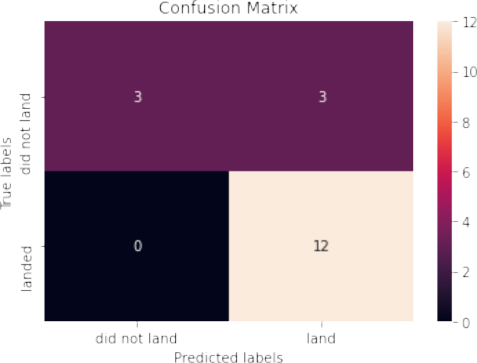 Confusion Matrix
True labels
did not land
landed
3
3
0
12
did not land
land
Predicted labels
12
10
8
6
4
2
0